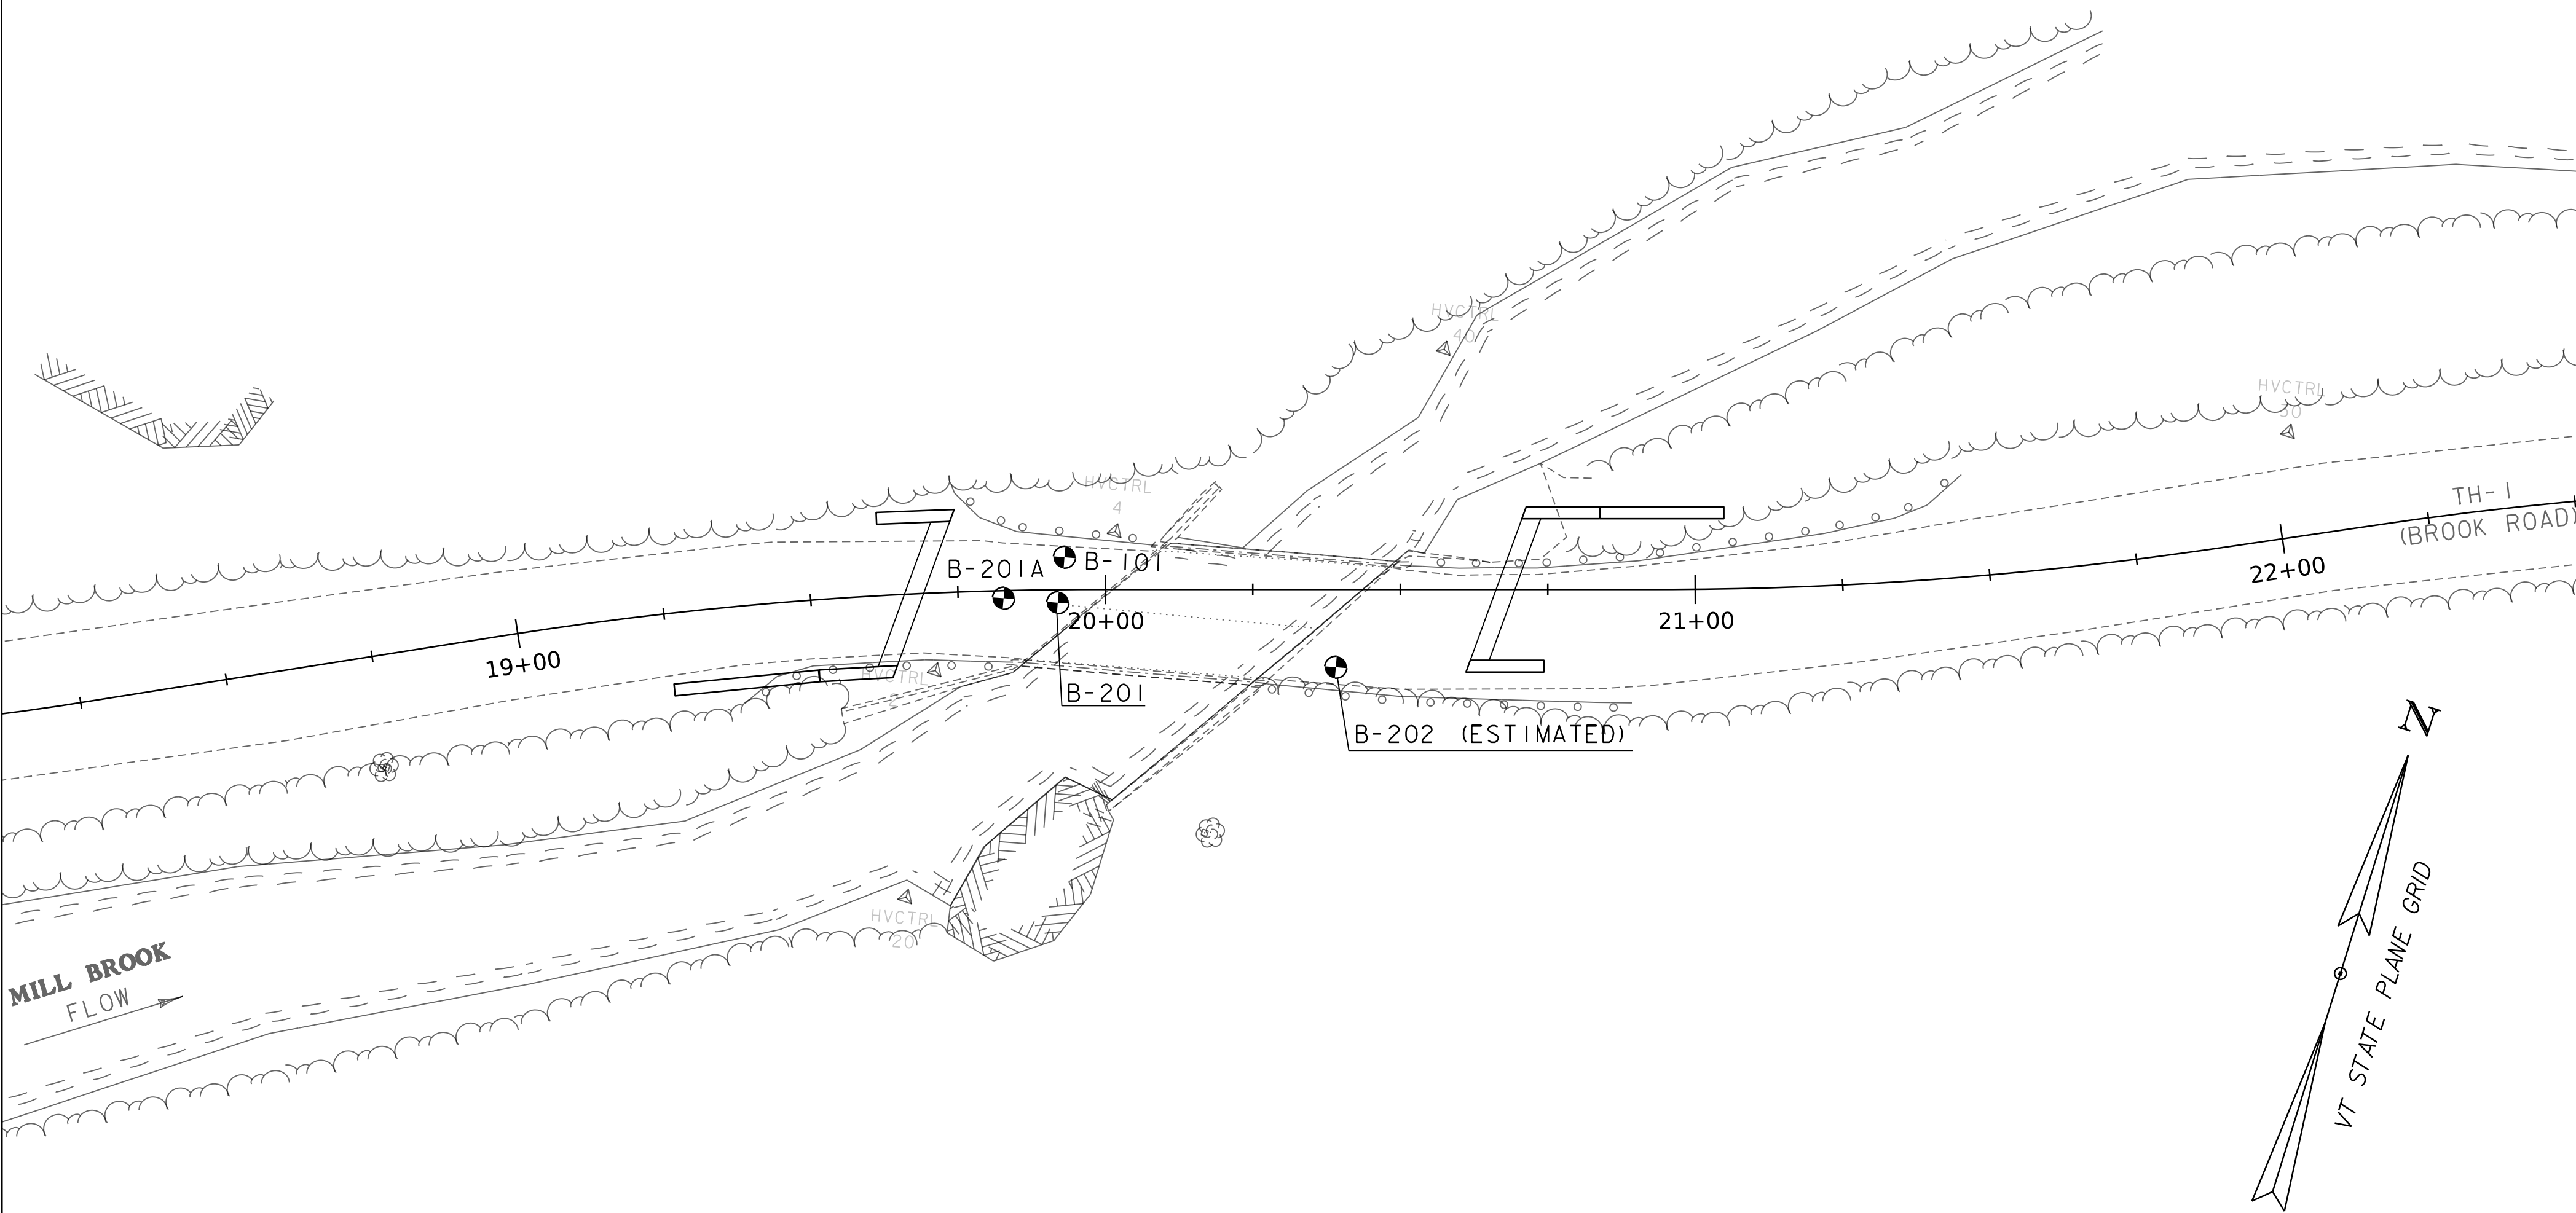 HVCTRL
40
HVCTRL
30
HVCTRL
4
TH-1
(BROOK ROAD)
B-201A
B-101
20+00
21+00
22+00
19+00
HVCTRL
2
B-201
B-202 (ESTIMATED)
N
HVCTRL
20
MILL BROOK
FLOW
VT STATE PLANE GRID